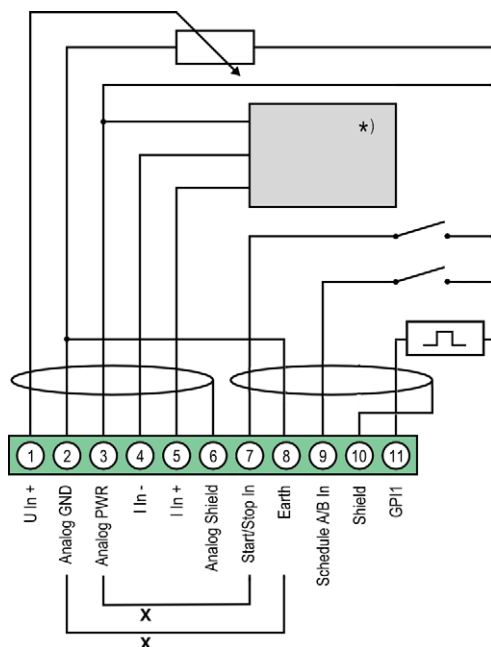 *)
1 2 3 4 5 6 7 8 9 10 11
U In +
Analog GND
Analog PWR
I In -
I In +
Analog Shield
Start/Stop In
Earth
Schedule A/B In
Shield
GPI1
X
X